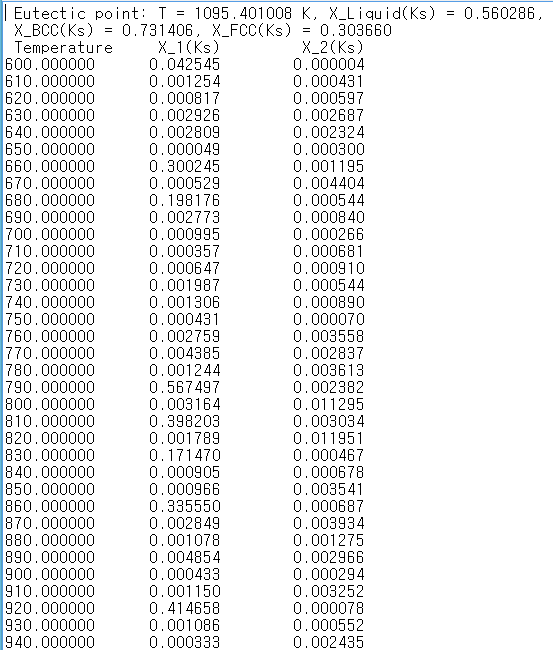 Eutectic point: T = 1095.401008 K, X_Liquid(Ks) = 0.560286,
X_BCC(Ks) = 0.731406, X_FCC(Ks) = 0.303660
Temperature X_1(Ks) X_2(Ks)
600.000000 0.042545 0.000004
610.000000 0.001254 0.000431
620.000000 0.000817 0.000597
630.000000 0.002926 0.002687
640.000000 0.002809 0.002324
650.000000 0.000049 0.000300
660.000000 0.300245 0.001195
670.000000 0.000529 0.004404
680.000000 0.198176 0.000544
690.000000 0.002773 0.000840
700.000000 0.000995 0.000266
710.000000 0.000357 0.000681
720.000000 0.000647 0.000910
730.000000 0.001987 0.000544
740.000000 0.001306 0.000890
750.000000 0.000431 0.000070
760.000000 0.002759 0.003558
770.000000 0.004385 0.002837
780.000000 0.001244 0.003613
790.000000 0.567497 0.002382
800.000000 0.003164 0.011295
810.000000 0.398203 0.003034
820.000000 0.001789 0.011951
830.000000 0.171470 0.000467
840.000000 0.000905 0.000678
850.000000 0.000966 0.003541
860.000000 0.335550 0.000687
870.000000 0.002849 0.003934
880.000000 0.001078 0.001275
890.000000 0.004854 0.002966
900.000000 0.000433 0.000294
910.000000 0.001150 0.003252
920.000000 0.414658 0.000078
930.000000 0.001086 0.000552
940.000000 0.000333 0.002435